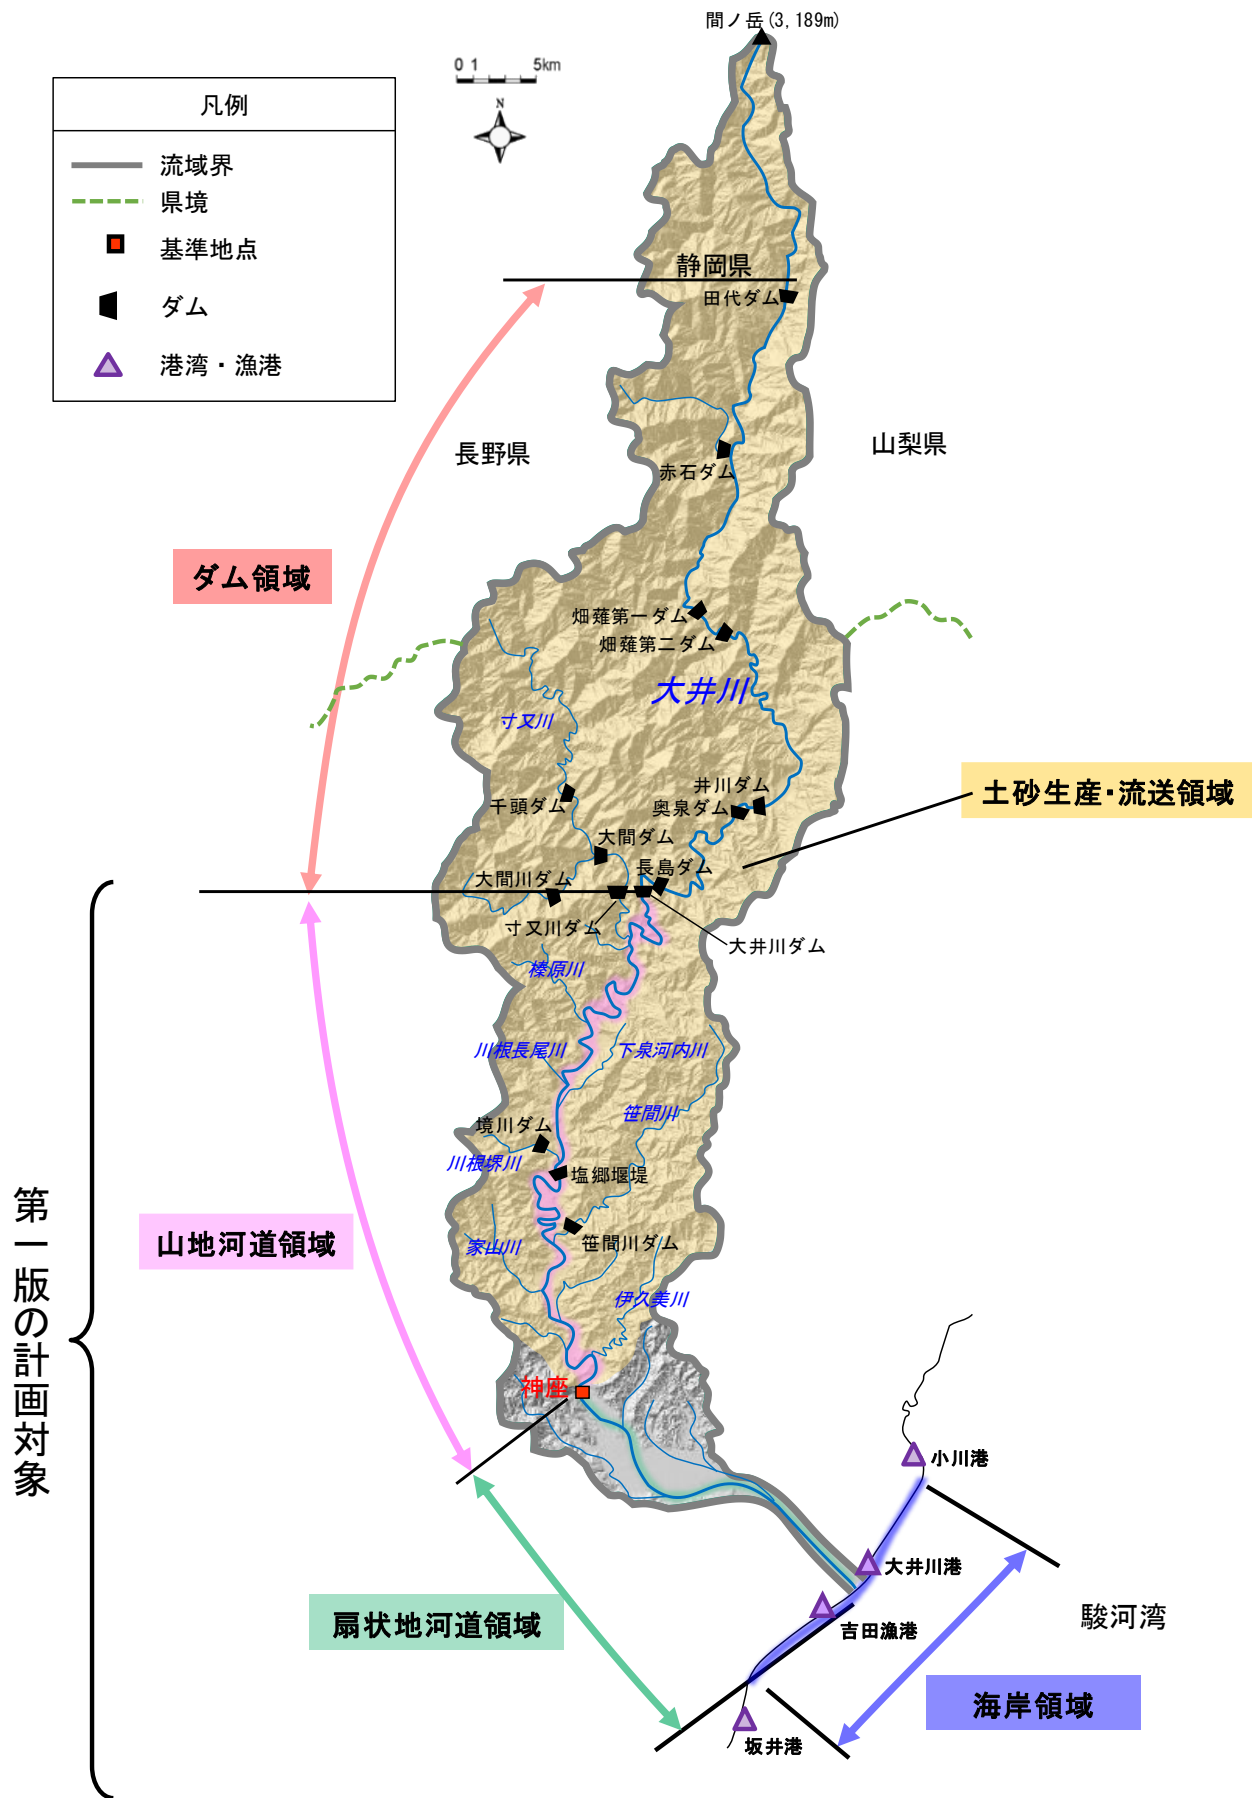 間ノ岳(3,189m)
0 1 5km
N
凡例
流域界
県境
基準地点
ダム
港湾・漁港
静岡県
田代ダム
長野県
山梨県
赤石ダム
ダム領域
畑薙第一ダム
畑薙第二ダム
大井川
寸又川
井川ダム
奥泉ダム
土砂生産・流送領域
千頭ダム
大間ダム
長島ダム
大間川ダム
寸又川ダム
大井川ダム
榛原川
川根長尾川
下泉河内川
笹間川
境川ダム
川根堺川
塩郷堰堤
第一版の計画対象
山地河道領域
家山川
笹間川ダム
伊久美川
神座
小川港
大井川港
扇状地河道領域
吉田漁港
駿河湾
海岸領域
坂井港